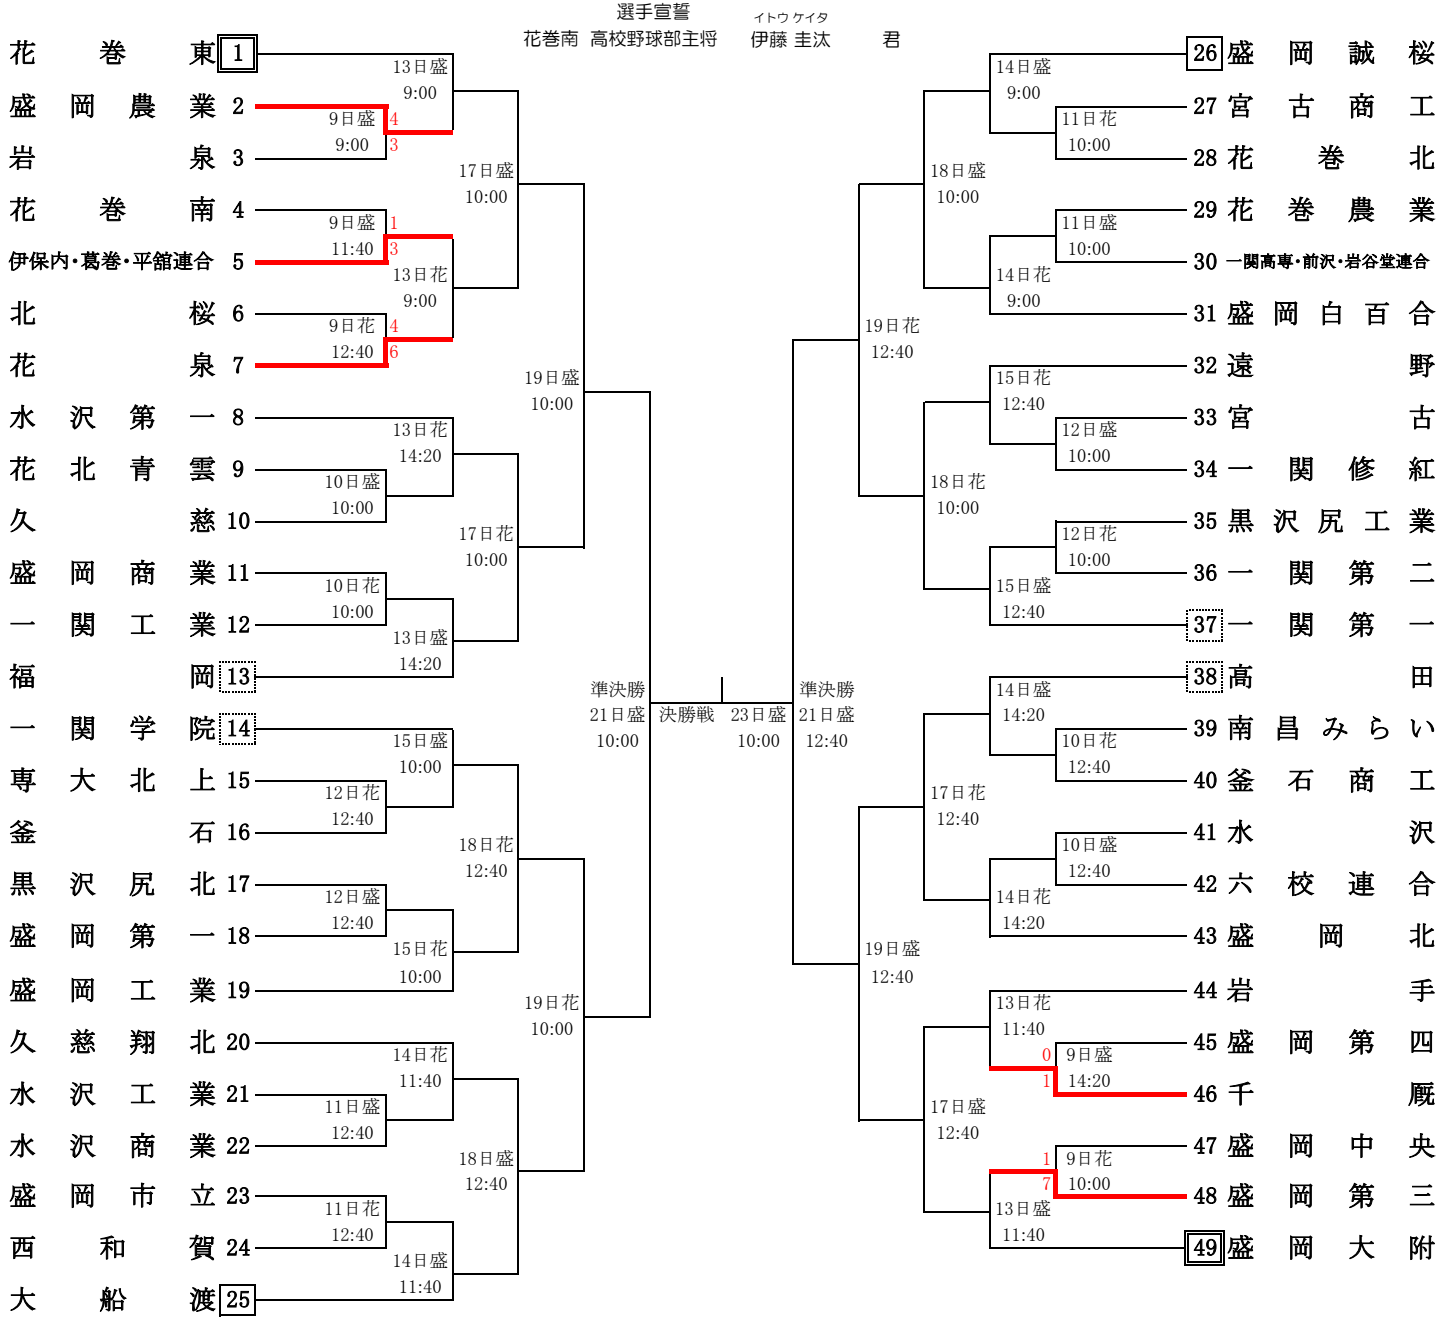 選手宣誓
イトウ ケイタ
花巻南 高校野球部主将 伊藤 圭汰 君
花巻東 1
盛岡農業 2
岩泉 3
花巻南 4
伊保内・葛巻・平舘連合 5
北桜 6
花泉 7
水沢第一 8
花北青雲 9
久慈 10
盛岡商業 11
一関工業 12
福岡 13
一関学院 14
専大北上 15
釜石 16
黒沢尻北 17
盛岡第一 18
盛岡工業 19
久慈翔北 20
水沢工業 21
水沢商業 22
盛岡市立 23
西和賀 24
大船渡 25
9日盛
9:00
4
3
9日盛
11:40
1
3
9日花
12:40
4
6
10日盛
10:00
10日花
10:00
12日花
12:40
12日盛
12:40
11日盛
12:40
11日花
12:40
13日盛
9:00
13日花
9:00
13日花
14:20
13日盛
14:20
15日盛
10:00
15日花
10:00
14日花
11:40
14日盛
11:40
17日盛
10:00
17日花
10:00
18日花
12:40
18日盛
12:40
19日盛
10:00
19日花
10:00
準決勝
21日盛
10:00
決勝戦 23日盛
10:00
準決勝
21日盛
12:40
19日花
12:40
19日盛
12:40
18日盛
10:00
18日花
10:00
17日花
12:40
17日盛
12:40
14日盛
9:00
14日花
9:00
15日花
12:40
15日盛
12:40
14日盛
14:20
14日花
14:20
13日花
11:40
13日盛
11:40
11日花
10:00
11日盛
10:00
12日盛
10:00
12日花
10:00
10日花
12:40
10日盛
12:40
0
1
9日盛
14:20
1
7
9日花
10:00
26 盛岡誠桜
27 宮古商工
28 花巻北
29 花巻農業
30 一関高専・前沢・岩谷堂連合
31 盛岡白百合
32 遠野
33 宮古
34 一関修紅
35 黒沢尻工業
36 一関第二
37 一関第一
38 高田
39 南昌みらい
40 釜石商工
41 水沢
42 六校連合
43 盛岡北
44 岩手
45 盛岡第四
46 千厩
47 盛岡中央
48 盛岡第三
49 盛岡大附